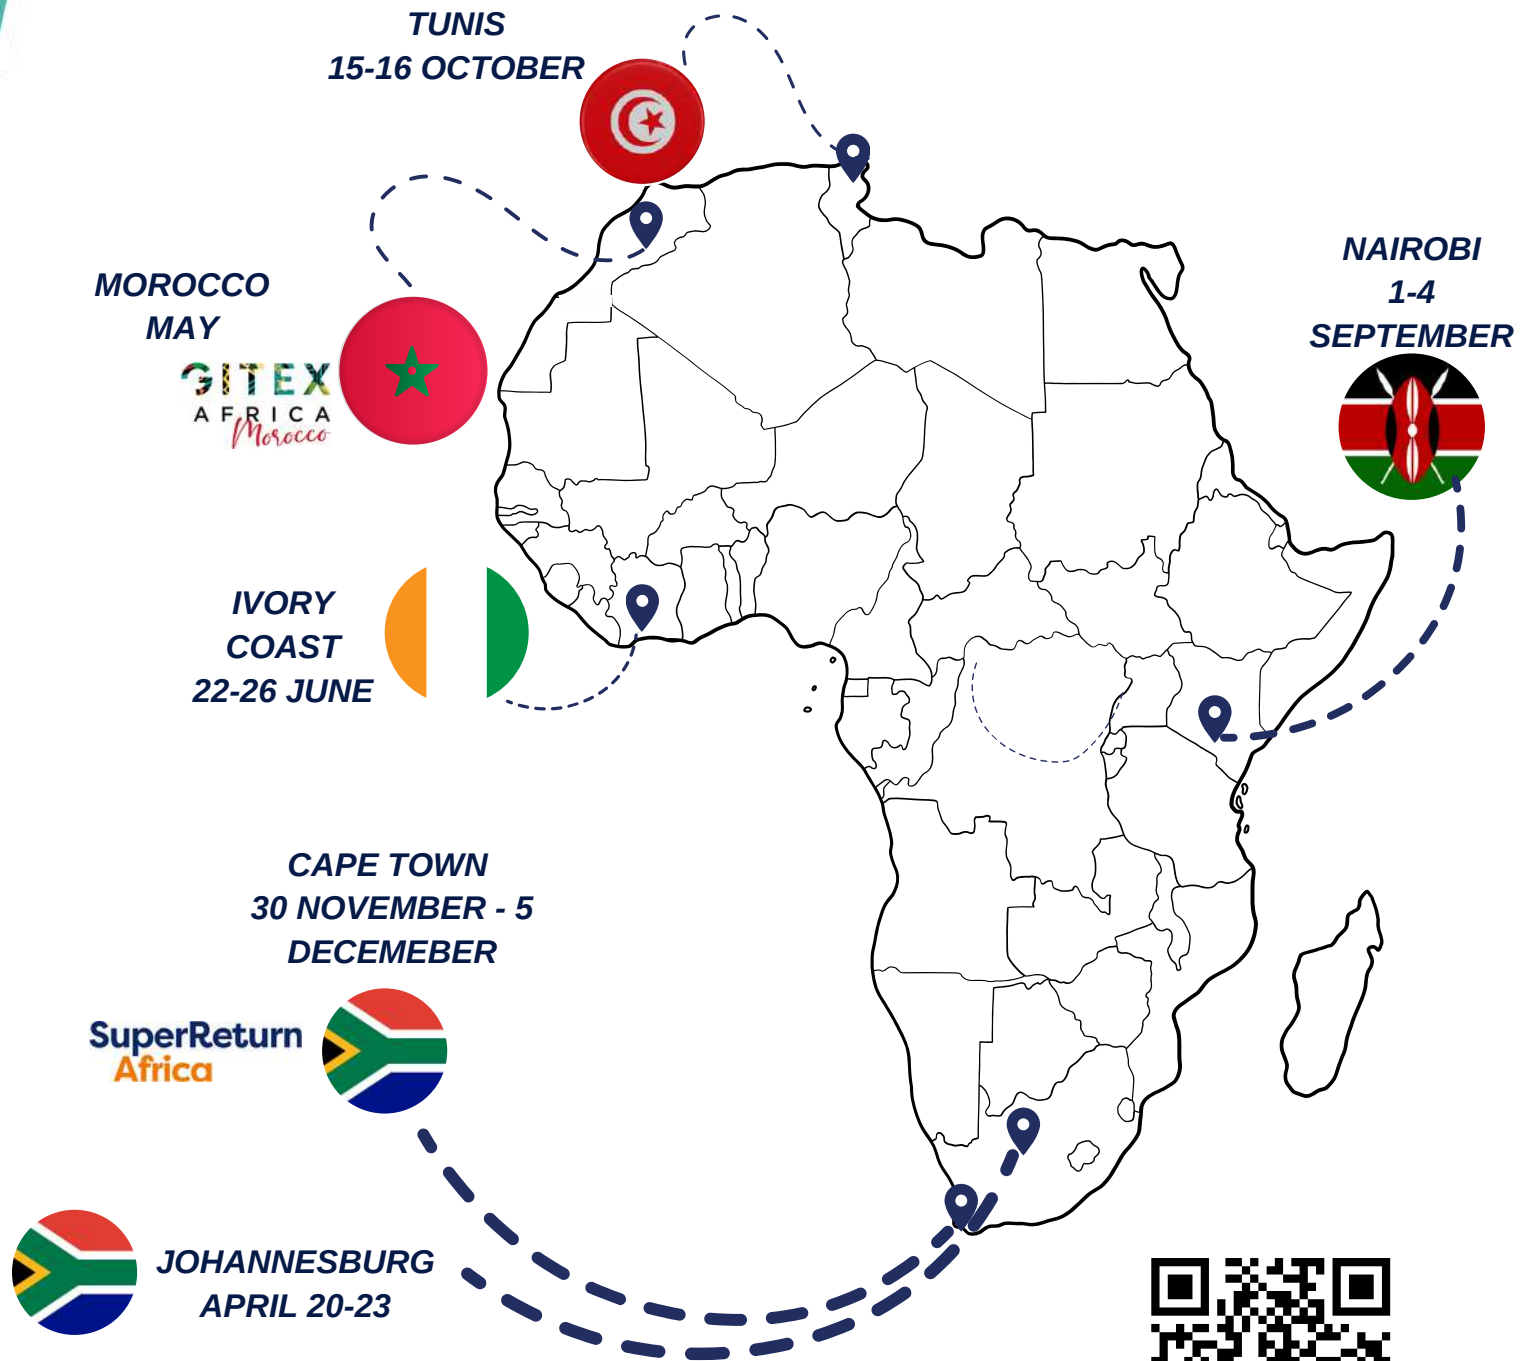 TUNIS
15-16 OCTOBER
MOROCCO
MAY
GITEX
AFRICA
Morocco
NAIROBI
1-4
SEPTEMBER
IVORY
COAST
22-26 JUNE
CAPE TOWN
30 NOVEMBER - 5
DECEMEBER
SuperReturn
Africa
JOHANNESBURG
APRIL 20-23